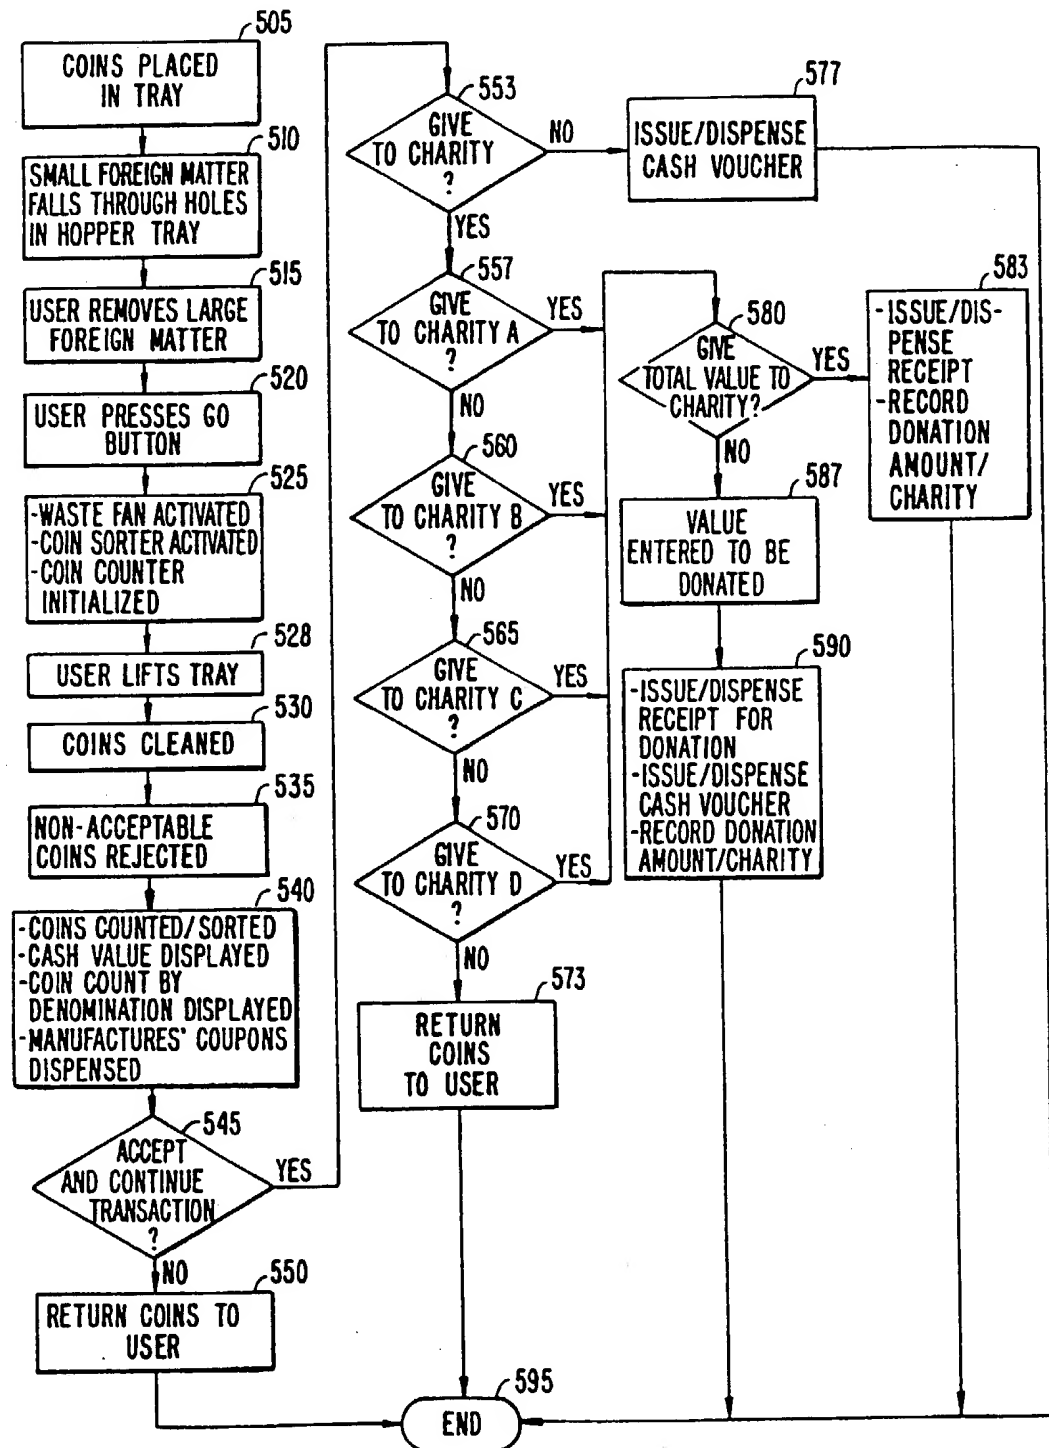 505
COINS PLACED
IN TRAY
510
SMALL FOREIGN MATTER
FALLS THROUGH HOLES
IN HOPPER TRAY
515
USER REMOVES LARGE
FOREIGN MATTER
520
USER PRESSES GO
BUTTON
525
-WASTE FAN ACTIVATED
-COIN SORTER ACTIVATED
-COIN COUNTER
INITIALIZED
528
USER LIFTS TRAY
530
COINS CLEANED
535
NON-ACCEPTABLE
COINS REJECTED
540
-COINS COUNTED/SORTED
-CASH VALUE DISPLAYED
-COIN COUNT BY
DENOMINATION DISPLAYED
-MANUFACTURES' COUPONS
DISPENSED
545
ACCEPT
AND CONTINUE
TRANSACTION
?
YES
NO
550
RETURN COINS TO
USER
553
GIVE
TO CHARITY
?
NO
YES
577
ISSUE/DISPENSE
CASH VOUCHER
557
GIVE
TO CHARITY A
?
YES
NO
560
GIVE
TO CHARITY B
?
YES
NO
565
GIVE
TO CHARITY C
?
YES
NO
570
GIVE
TO CHARITY D
?
YES
NO
573
RETURN
COINS
TO USER
580
GIVE
TOTAL VALUE TO
CHARITY?
YES
NO
583
-ISSUE/DIS-
PENSE
RECEIPT
-RECORD
DONATION
AMOUNT/
CHARITY
587
VALUE
ENTERED TO BE
DONATED
590
-ISSUE/DISPENSE
RECEIPT FOR
DONATION
-ISSUE/DISPENSE
CASH VOUCHER
-RECORD DONATION
AMOUNT/CHARITY
595
END